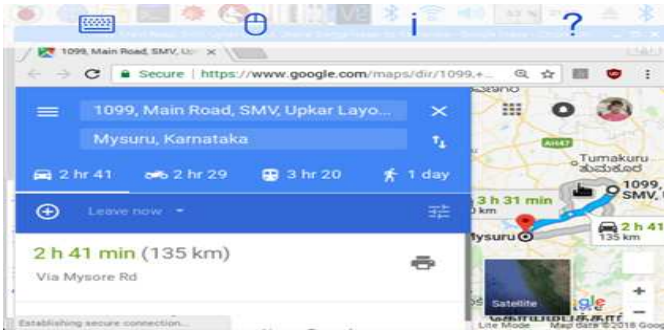 i ?
1099, Main Road, SMV, Up
Secure https://www.google.com/maps/dir/1099,+...
1099, Main Road, SMV, Upkar Layo...
Mysuru, Karnataka
2 hr 41 2 hr 29 3 hr 20 1 day
Leave now
2 h 41 min (135 km)
Via Mysore Rd
Establishing secure connection...
AH47
Tumakuru
ತುಮಕೂರ
1099,
SMV,
3 h 31 min
km
ysuru
2 h 41
135 km
Satellite
gle
Lite Mode Map data ©2018 Goo